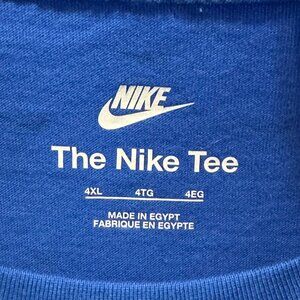 NIKE
The Nike Tee
4XL 4TG 4EG
MADE IN EGYPT
FABRIQUE EN EGYPTE